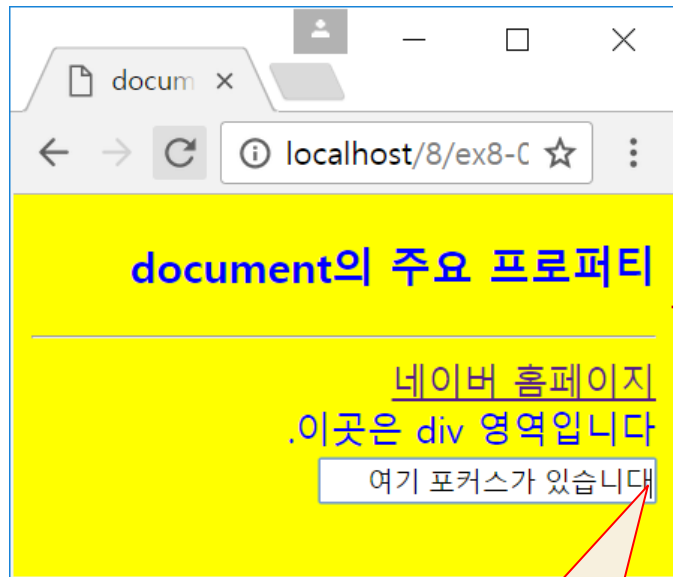 docum
localhost/8/ex8-0
document의 주요 프로퍼티
네이버 홈페이지
.이곳은 div 영역입니다
여기 포커스가 있습니다